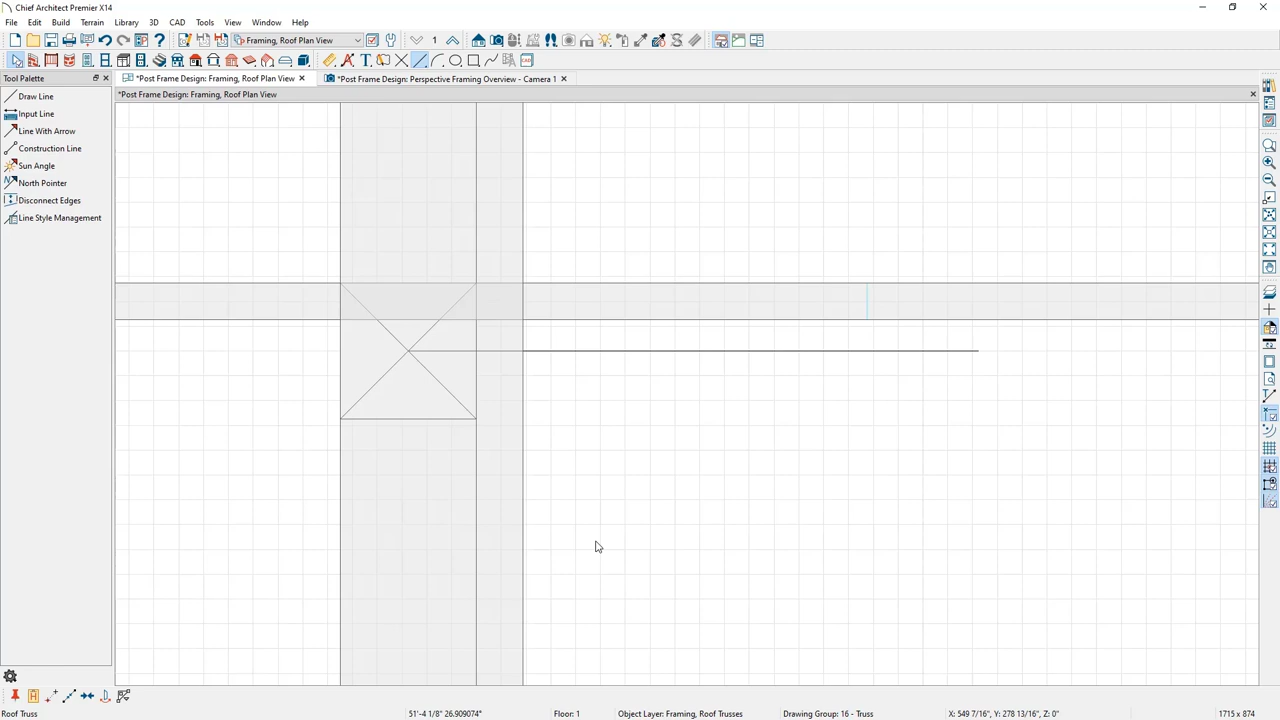 Chief Architect Premier X14
File Edit Build Terrain Library 3D CAD Tools View Window Help
Framing, Roof Plan View 1
Tool Palette
*Post Frame Design: Framing, Roof Plan View
*Post Frame Design: Perspective Framing Overview - Camera 1
*Post Frame Design: Framing, Roof Plan View
Draw Line
Input Line
Line With Arrow
Construction Line
Sun Angle
North Pointer
Disconnect Edges
Line Style Management
Roof Truss 51'-4 1/8" 26.909074° Floor: 1 Object Layer: Framing, Roof Trusses Drawing Group: 16 - Truss X: 549 7/16", Y: 278 13/16", Z: 0" 1715 x 874